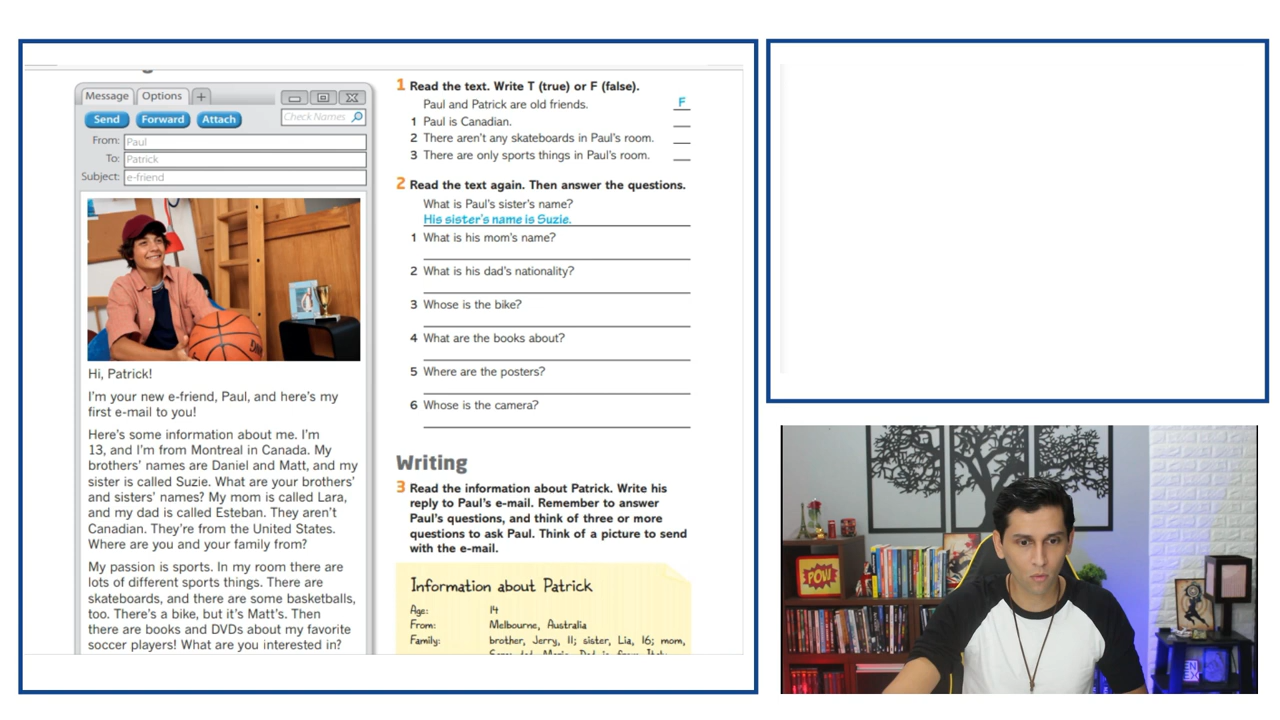 Message Options +
Send Forward Attach Check Names
From: Paul
To: Patrick
Subject: e-friend
Hi, Patrick!
I'm your new e-friend, Paul, and here's my
first e-mail to you!
Here's some information about me. I'm
13, and I'm from Montreal in Canada. My
brothers' names are Daniel and Matt, and my
sister is called Suzie. What are your brothers'
and sisters' names? My mom is called Lara,
and my dad is called Esteban. They aren't
Canadian. They're from the United States.
Where are you and your family from?
My passion is sports. In my room there are
lots of different sports things. There are
skateboards, and there are some basketballs,
too. There's a bike, but it's Matt's. Then
there are books and DVDs about my favorite
soccer players! What are you interested in?
1 Read the text. Write T (true) or F (false).
Paul and Patrick are old friends. F
1 Paul is Canadian.
2 There aren't any skateboards in Paul's room.
3 There are only sports things in Paul's room.
2 Read the text again. Then answer the questions.
What is Paul's sister's name?
His sister's name is Suzie.
1 What is his mom's name?
2 What is his dad's nationality?
3 Whose is the bike?
4 What are the books about?
5 Where are the posters?
6 Whose is the camera?
Writing
3 Read the information about Patrick. Write his
reply to Paul's e-mail. Remember to answer
Paul's questions, and think of three or more
questions to ask Paul. Think of a picture to send
with the e-mail.
Information about Patrick
Age: 14
From: Melbourne, Australia
Family: brother, Jerry, 11; sister, Lia, 16; mom,
POW